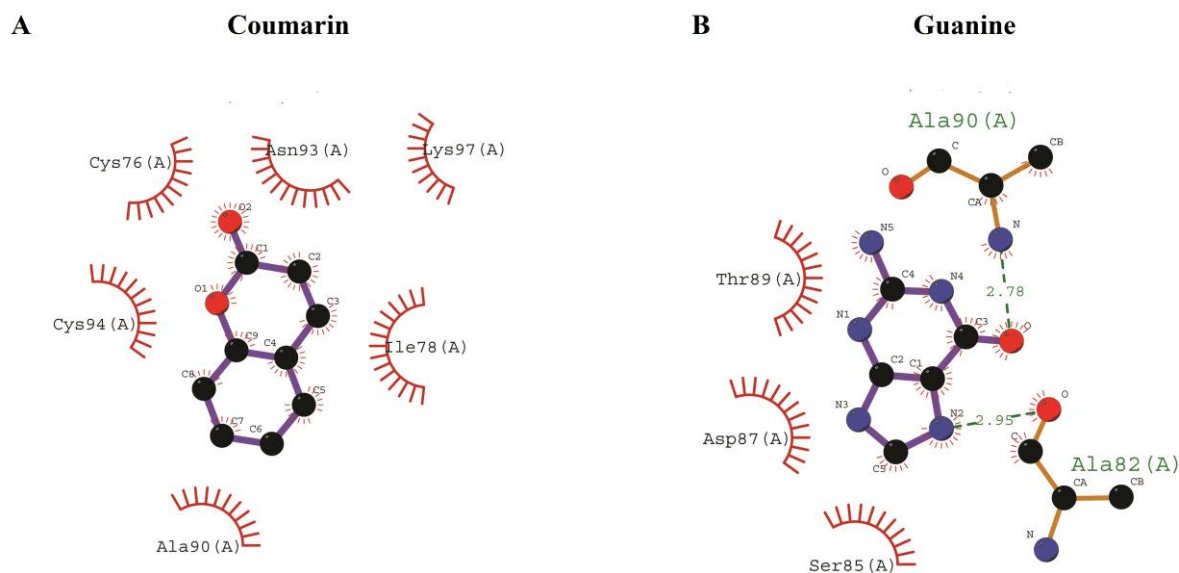 A Coumarin
Cys76(A)
Asn93(A)
Lys97(A)
O2
C1
C2
O1
C3
Cys94(A)
Ile78(A)
C9
C4
C8
C5
C7
C6
Ala90(A)
B Guanine
Ala90(A)
C
CB
O
CA
N5
N
Thr89(A)
C4
N4
2.78
N1
C3
O
C2
C1
O
N3
N2
2.95
Asp87(A)
C
C5
Ala82(A)
CA
CB
N
Ser85(A)